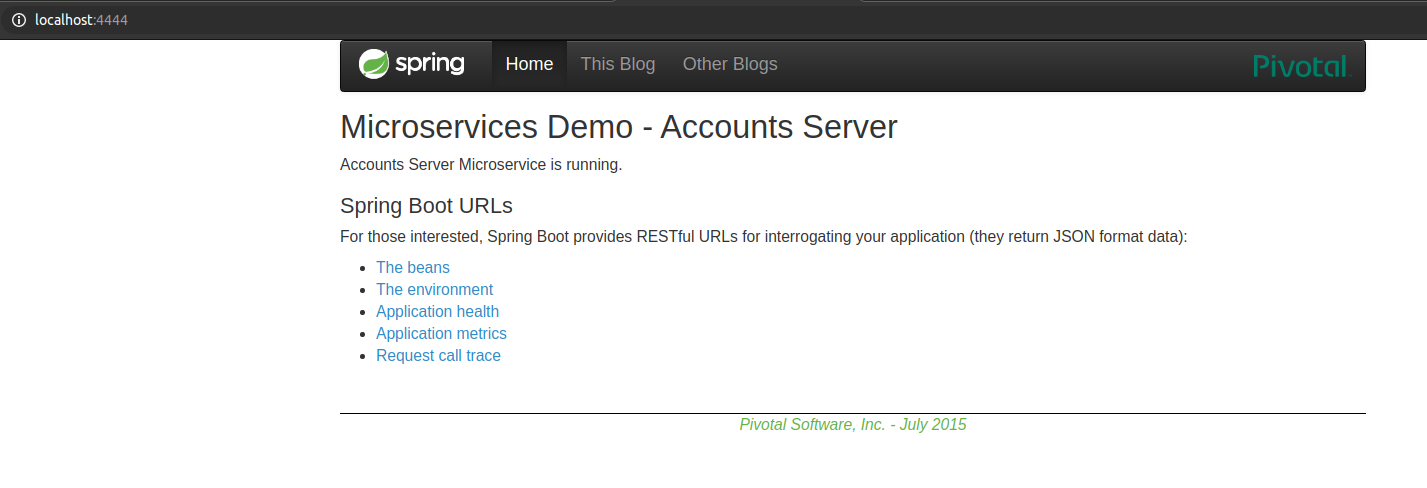 localhost:4444
spring Home This Blog Other Blogs Pivotal
Microservices Demo - Accounts Server
Accounts Server Microservice is running.
Spring Boot URLs
For those interested, Spring Boot provides RESTful URLs for interrogating your application (they return JSON format data):
• The beans
• The environment
• Application health
• Application metrics
• Request call trace
Pivotal Software, Inc. - July 2015